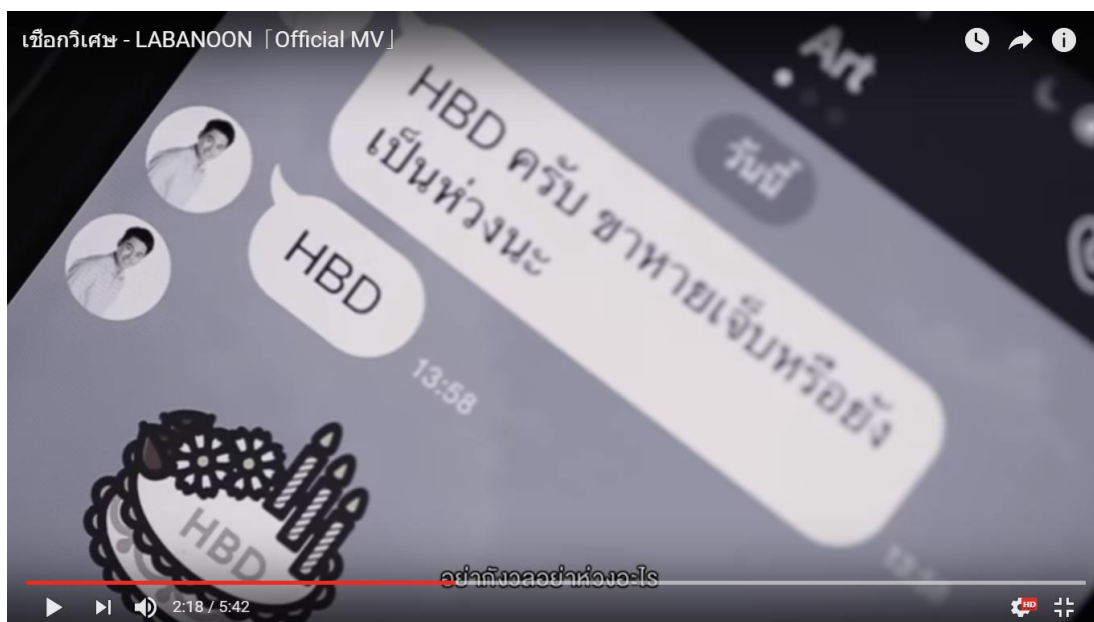 เชือกวิเศษ - LABANOON「Official MV」
Art
วันนี้
HBD ครับ ขาหายเจ็บหรือยัง
เป็นห่วงนะ
HBD
13:58
HBD
อย่ากังวลอย่าห่วงอะไร
2:18 / 5:42
HD